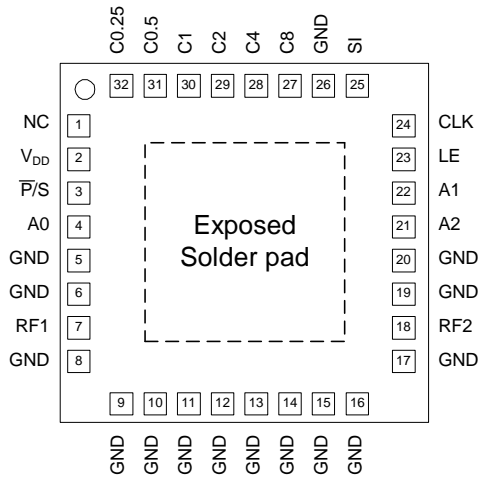 C0.25 C0.5 C1 C2 C4 C8 GND SI
32 31 30 29 28 27 26 25
NC 1 24 CLK
VDD 2 23 LE
P̅/S 3 22 A1
A0 4 21 A2
GND 5 20 GND
GND 6 19 GND
RF1 7 18 RF2
GND 8 17 GND
Exposed
Solder pad
9 10 11 12 13 14 15 16
GND GND GND GND GND GND GND GND